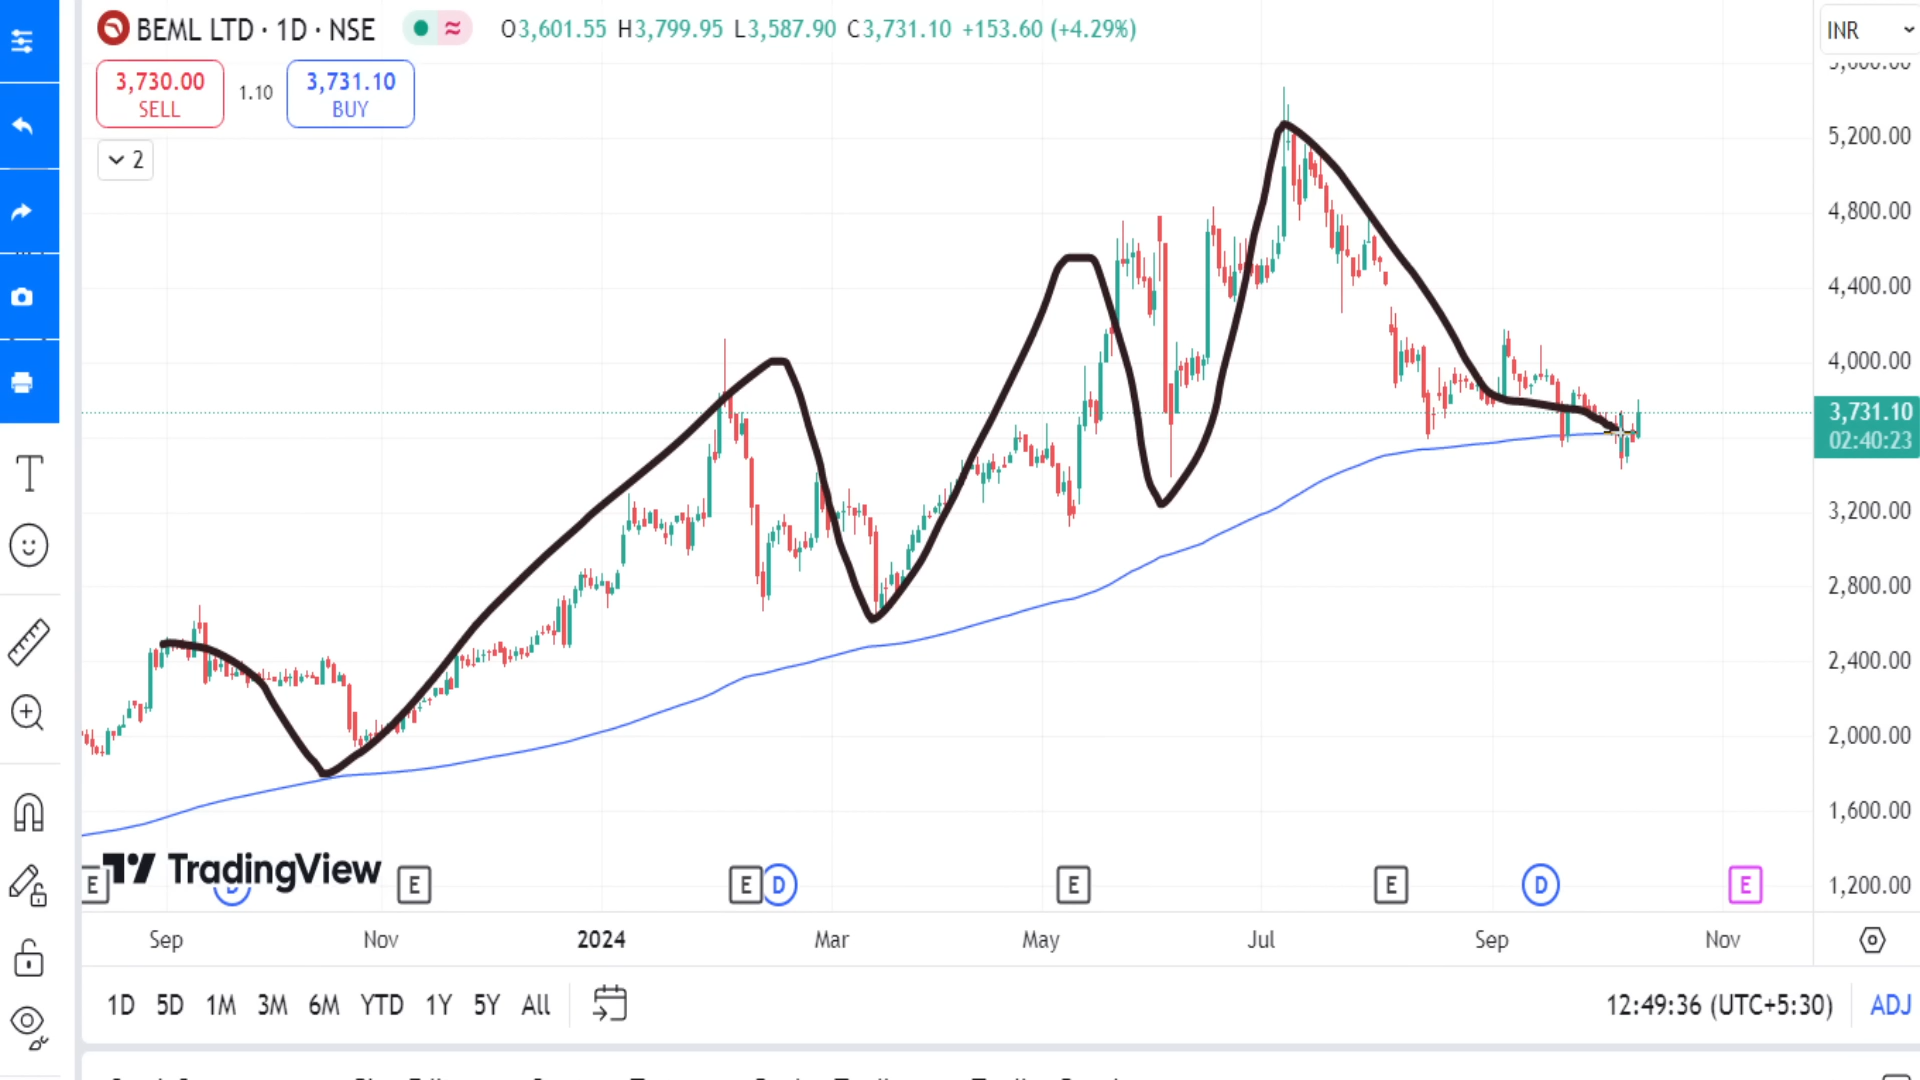 BEML LTD · 1D · NSE
O3,601.55 H3,799.95 L3,587.90 C3,731.10 +153.60 (+4.29%)
INR
3,730.00
SELL
1.10
3,731.10
BUY
2
5,200.00
4,800.00
4,400.00
4,000.00
3,731.10
02:40:23
3,200.00
2,800.00
2,400.00
2,000.00
1,600.00
1,200.00
TradingView
E
D
E
E
D
E
E
D
E
Sep
Nov
2024
Mar
May
Jul
Sep
Nov
1D 5D 1M 3M 6M YTD 1Y 5Y All
12:49:36 (UTC+5:30)
ADJ